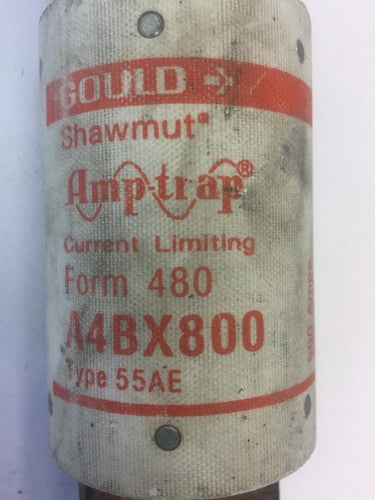 GOULD
Shawmut®
Amp-trap®
Current Limiting
Form 480
A4BX800
Type 55AE